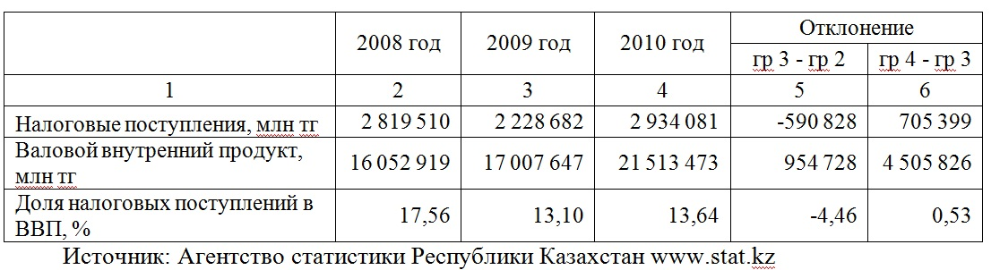 2008 год 2009 год 2010 год Отклонение
гр 3 - гр 2 гр 4 - гр 3
1 2 3 4 5 6
Налоговые поступления, млн тг 2 819 510 2 228 682 2 934 081 -590 828 705 399
Валовой внутренний продукт,
млн тг 16 052 919 17 007 647 21 513 473 954 728 4 505 826
Доля налоговых поступлений в
ВВП, % 17,56 13,10 13,64 -4,46 0,53
Источник: Агентство статистики Республики Казахстан www.stat.kz